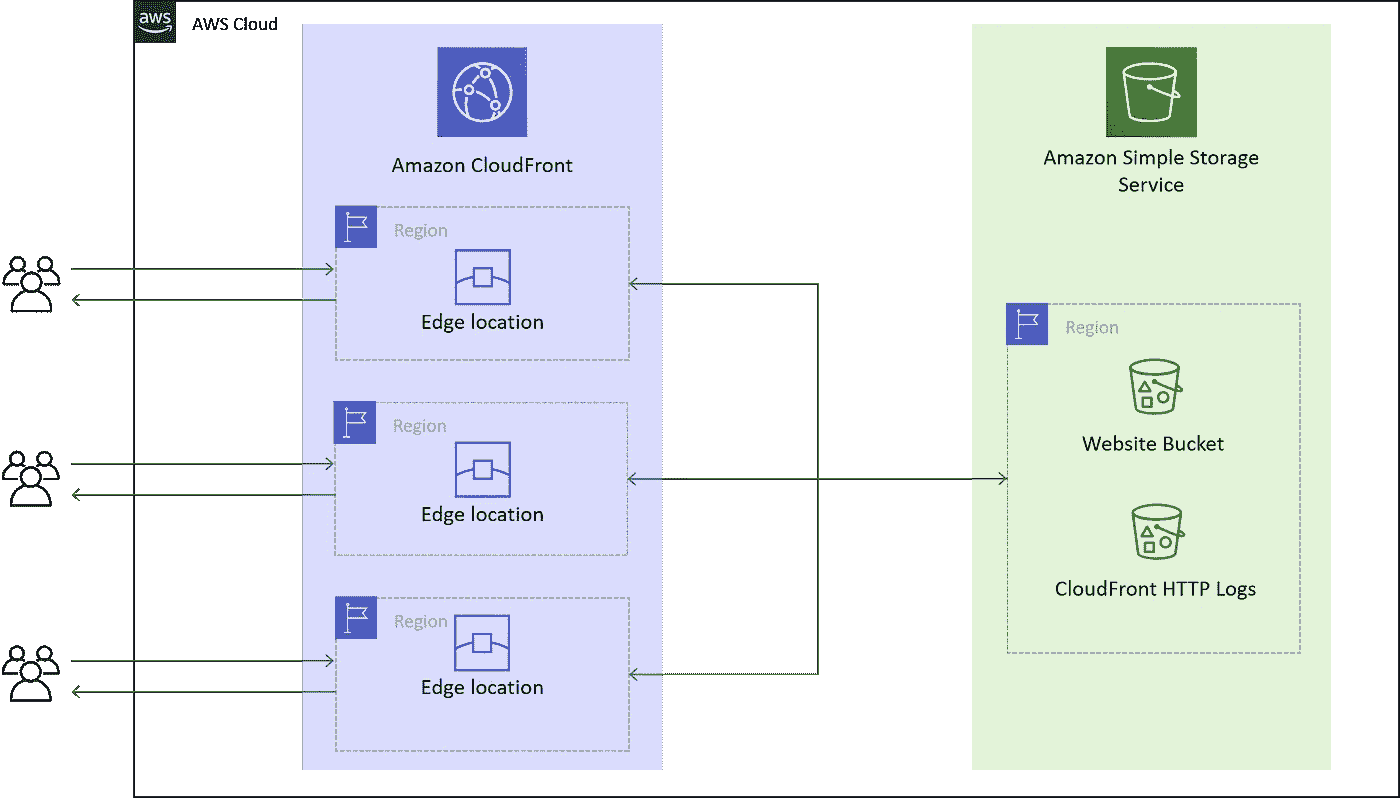 aws
AWS Cloud
Amazon CloudFront
Region
Edge location
Region
Edge location
Region
Edge location
Amazon Simple Storage
Service
Region
Website Bucket
CloudFront HTTP Logs